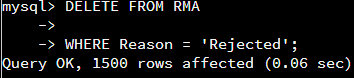 mysql> DELETE FROM RMA
->
-> WHERE Reason = 'Rejected';
Query OK, 1500 rows affected (0.06 sec)